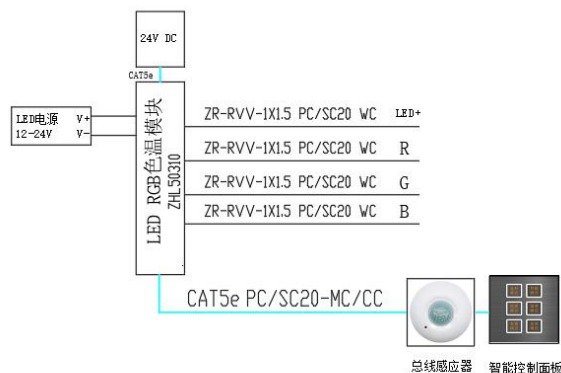 24V DC
CAT5e
LED电源 V+
12-24V V-
LED RGB色温模块
ZHL50310
ZR-RVV-1X1.5 PC/SC20 WC LED+
ZR-RVV-1X1.5 PC/SC20 WC R
ZR-RVV-1X1.5 PC/SC20 WC G
ZR-RVV-1X1.5 PC/SC20 WC B
CAT5e PC/SC20-MC/CC
总线感应器
智能控制面板